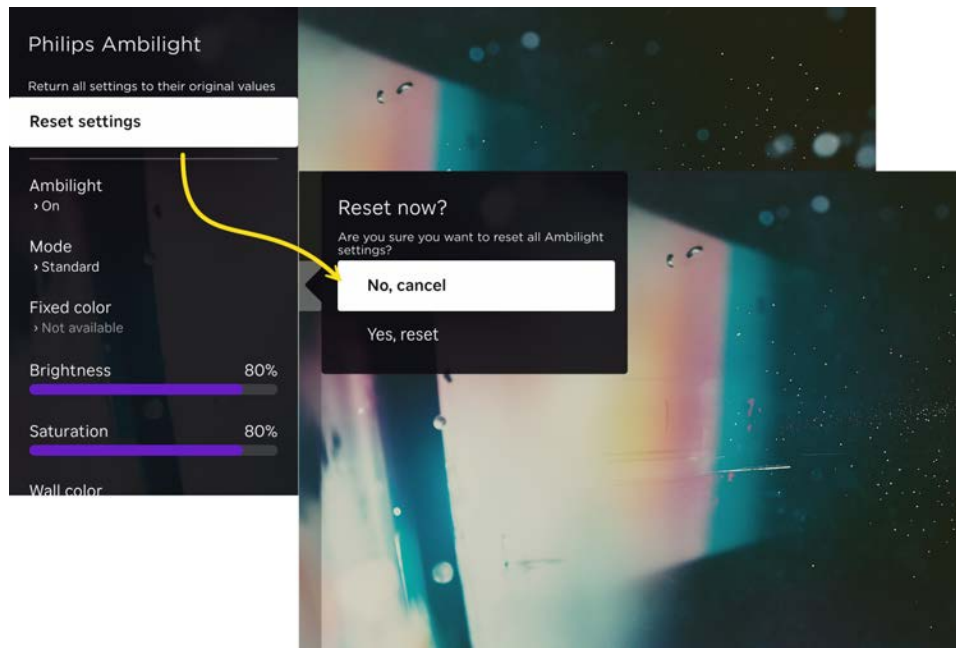 Philips Ambilight
Return all settings to their original values
Reset settings
Ambilight
› On
Mode
› Standard
Fixed color
› Not available
Brightness 80%
Saturation 80%
Wall color
Reset now?
Are you sure you want to reset all Ambilight
settings?
No, cancel
Yes, reset